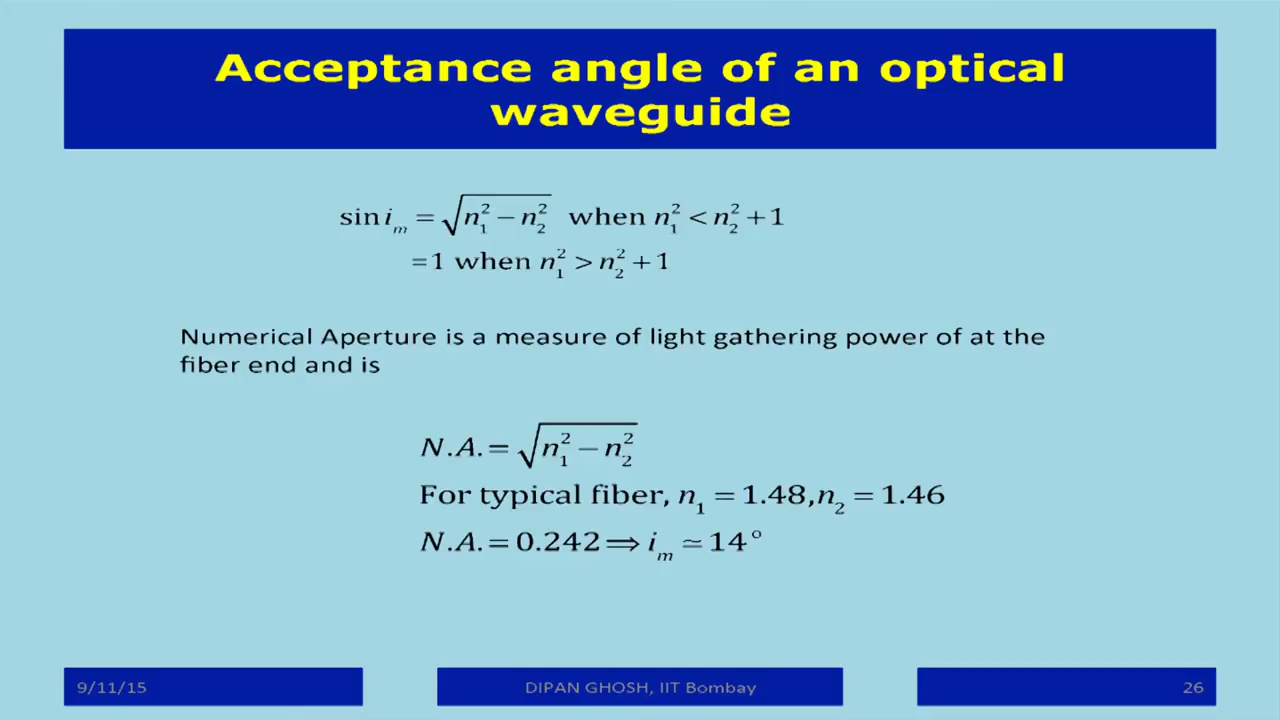 Acceptance angle of an optical
waveguide
sin i_m = √(n₁² − n₂²) when n₁² < n₂² + 1
= 1 when n₁² > n₂² + 1
Numerical Aperture is a measure of light gathering power of at the
fiber end and is
N.A. = √(n₁² − n₂²)
For typical fiber, n₁ = 1.48, n₂ = 1.46
N.A. = 0.242 ⟹ i_m ≃ 14°
9/11/15
DIPAN GHOSH, IIT Bombay
26